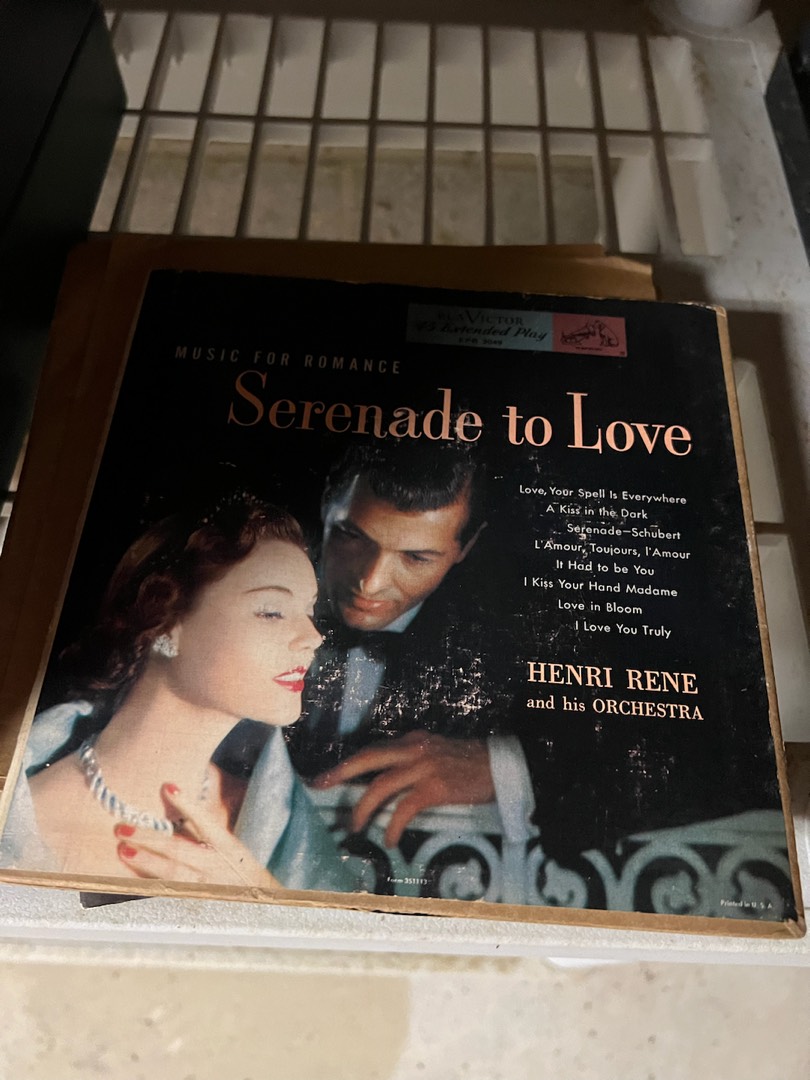 RCA VICTOR
45 Extended Play
EPB 3048
MUSIC FOR ROMANCE
Serenade to Love
Love, Your Spell Is Everywhere
A Kiss in the Dark
Serenade—Schubert
L'Amour, Toujours, l'Amour
It Had to be You
I Kiss Your Hand Madame
Love in Bloom
I Love You Truly
HENRI RENE
and his ORCHESTRA
Printed in U. S. A.